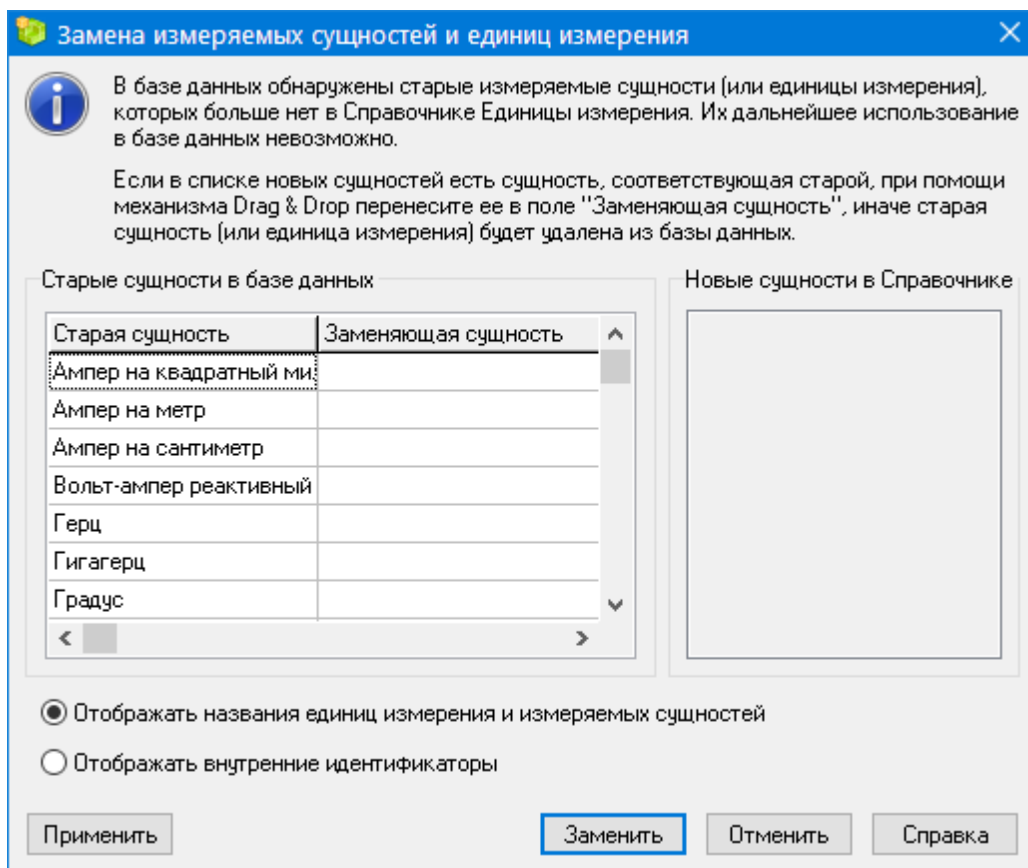 Замена измеряемых сущностей и единиц измерения
В базе данных обнаружены старые измеряемые сущности (или единицы измерения),
которых больше нет в Справочнике Единицы измерения. Их дальнейшее использование
в базе данных невозможно.
Если в списке новых сущностей есть сущность, соответствующая старой, при помощи
механизма Drag & Drop перенесите ее в поле "Заменяющая сущность", иначе старая
сущность (или единица измерения) будет удалена из базы данных.
Старые сущности в базе данных
Новые сущности в Справочнике
Старая сущность Заменяющая сущность
Ампер на квадратный ми
Ампер на метр
Ампер на сантиметр
Вольт-ампер реактивный
Герц
Гигагерц
Градус
Отображать названия единиц измерения и измеряемых сущностей
Отображать внутренние идентификаторы
Применить Заменить Отменить Справка